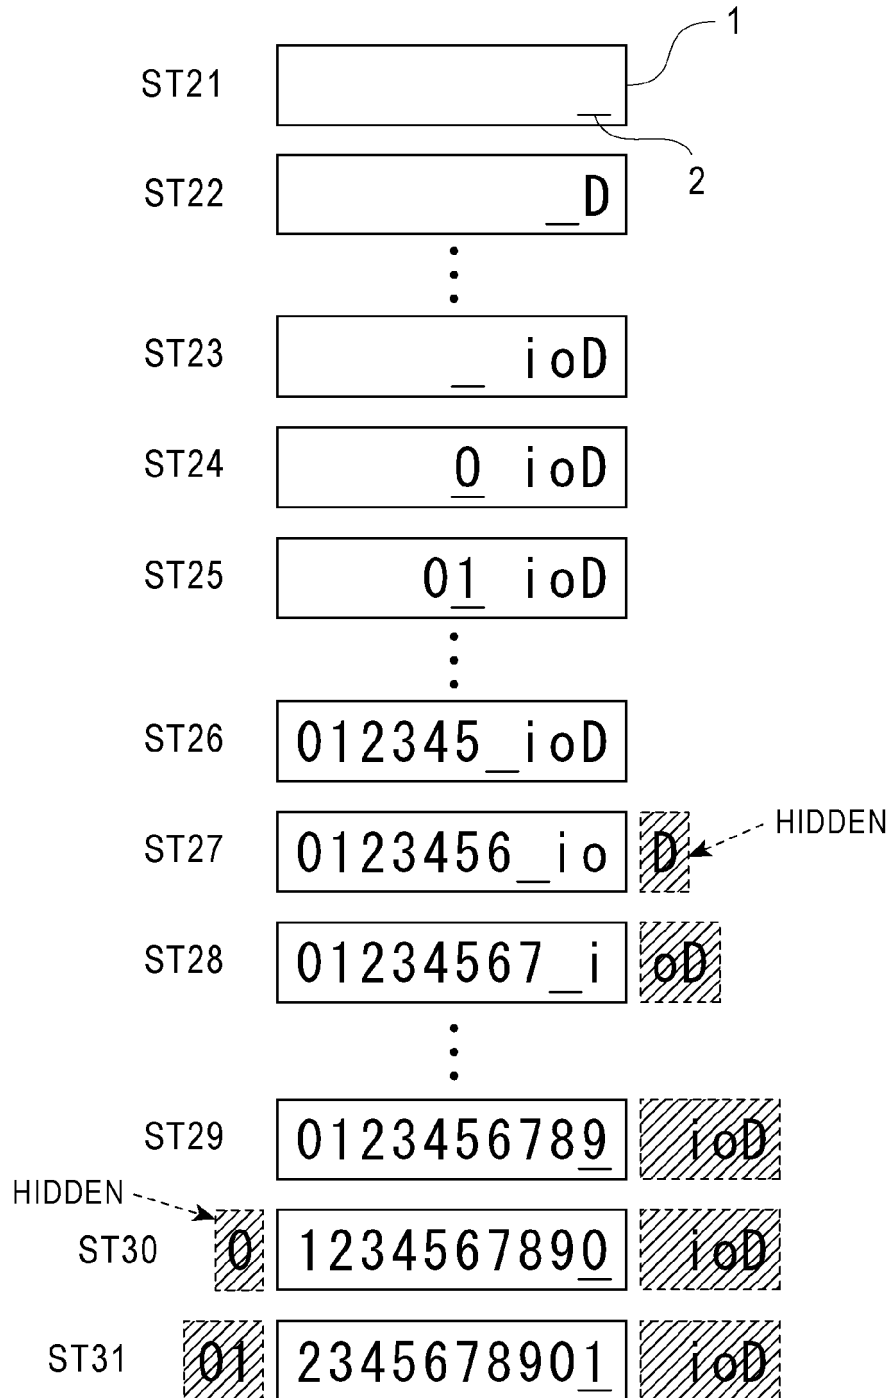 1
ST21 _
2
ST22 _D
ST23 _ ioD
ST24 0 ioD
ST25 01 ioD
ST26 012345_ioD
ST27 0123456_io D HIDDEN
ST28 01234567_i oD
ST29 0123456789 ioD
HIDDEN
ST30 0 1234567890 ioD
ST31 01 2345678901 ioD